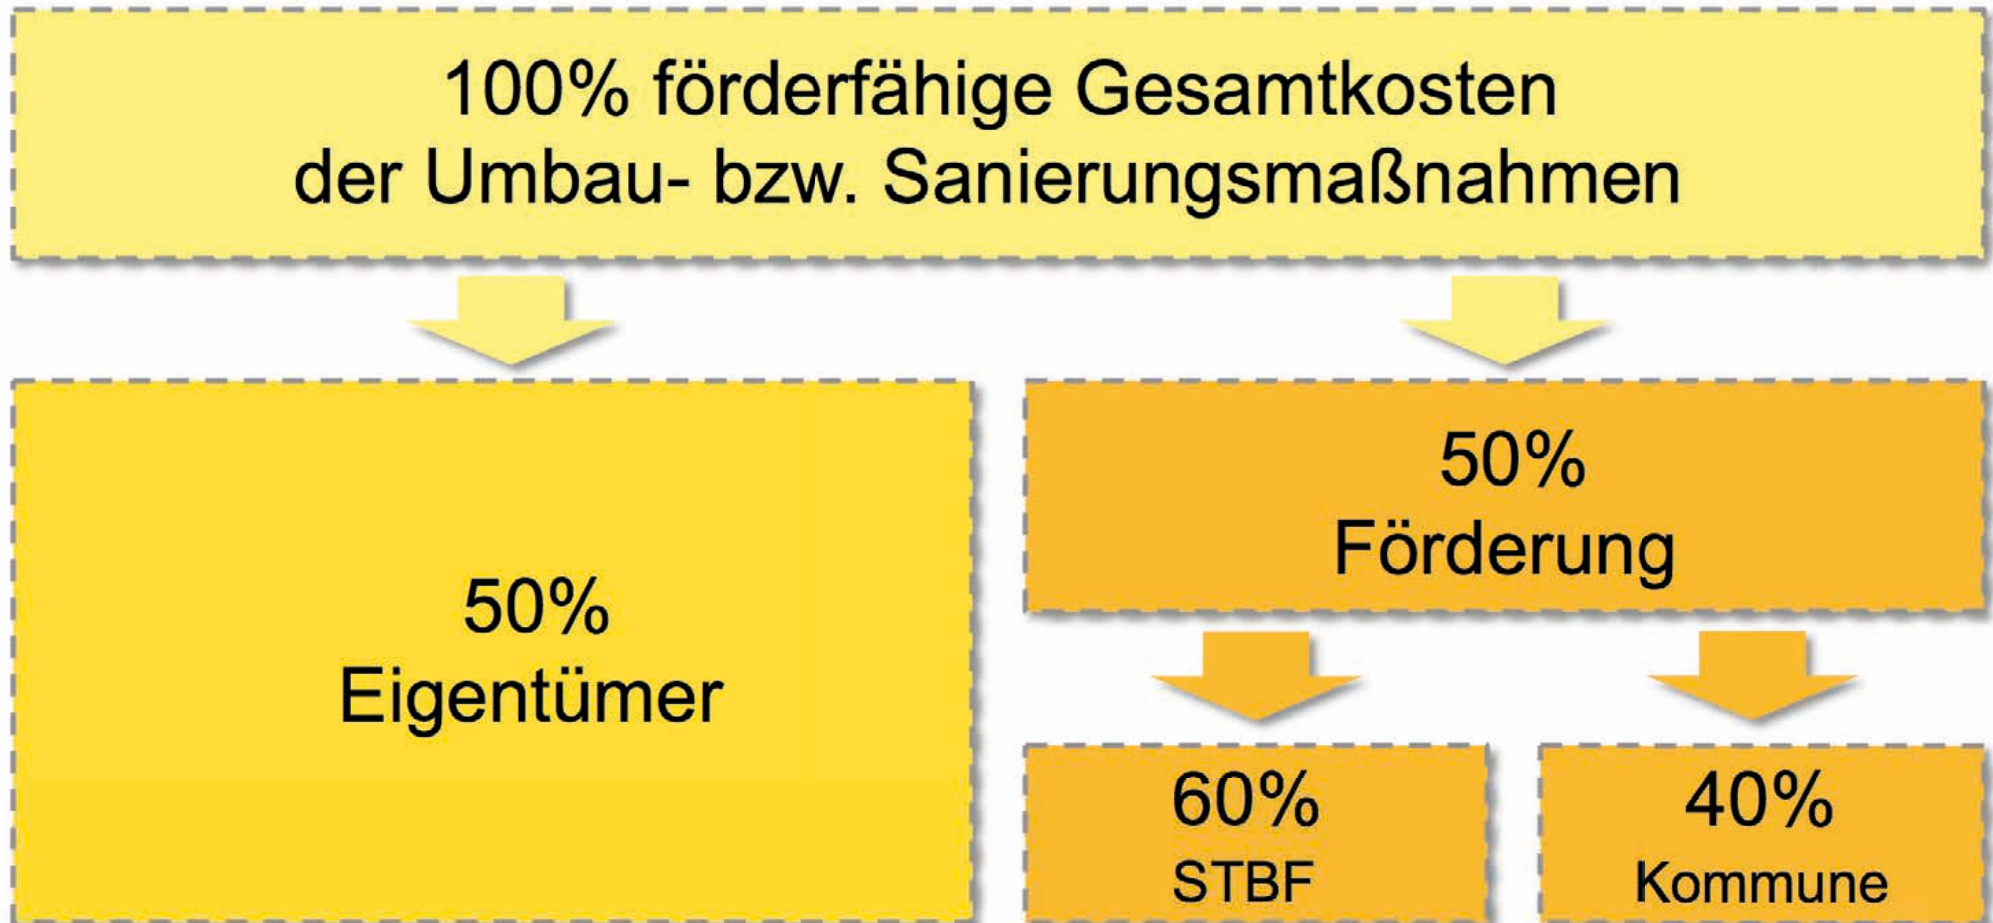 100% förderfähige Gesamtkosten
der Umbau- bzw. Sanierungsmaßnahmen
50%
Eigentümer
50%
Förderung
60%
STBF
40%
Kommune